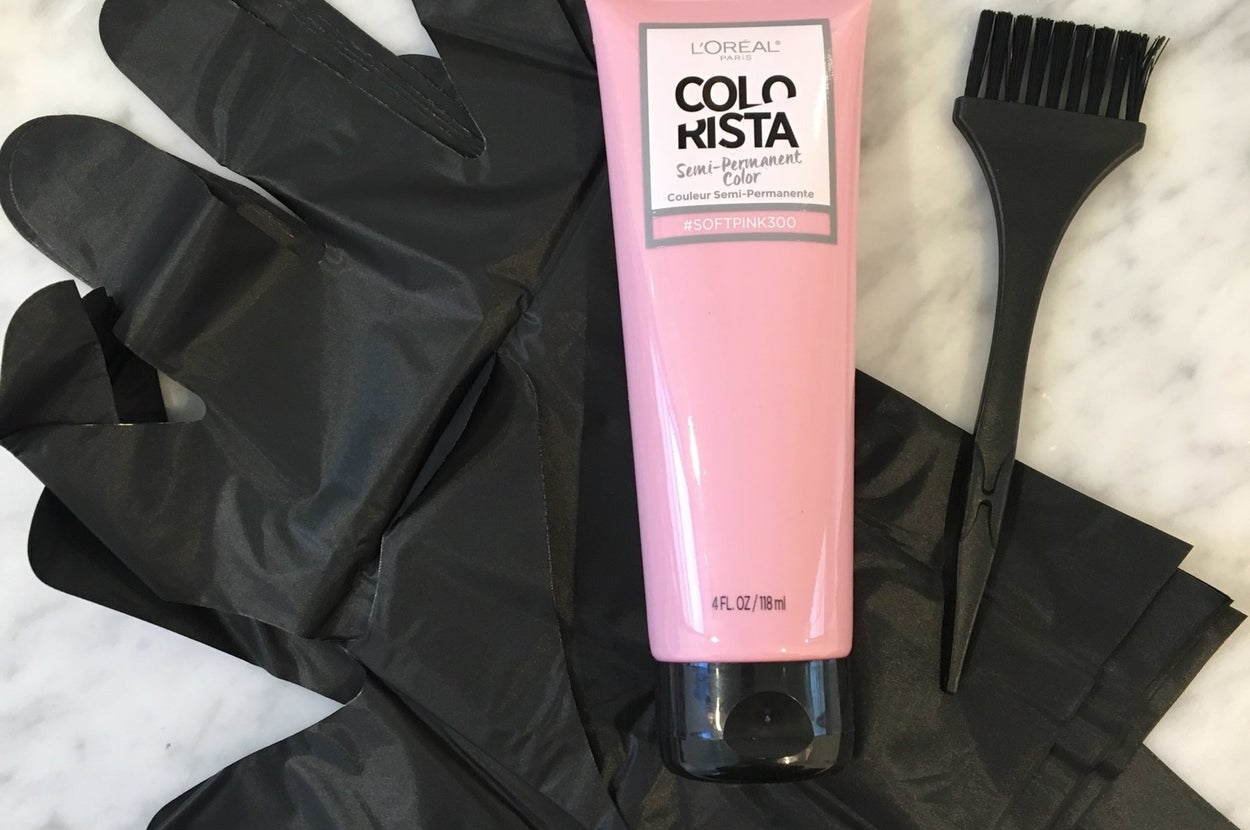 L'ORÉAL®
PARIS
COLO
RISTA
Semi-Permanent
Color
Couleur Semi-Permanente
#SOFTPINK300
4 FL. OZ / 118 ml